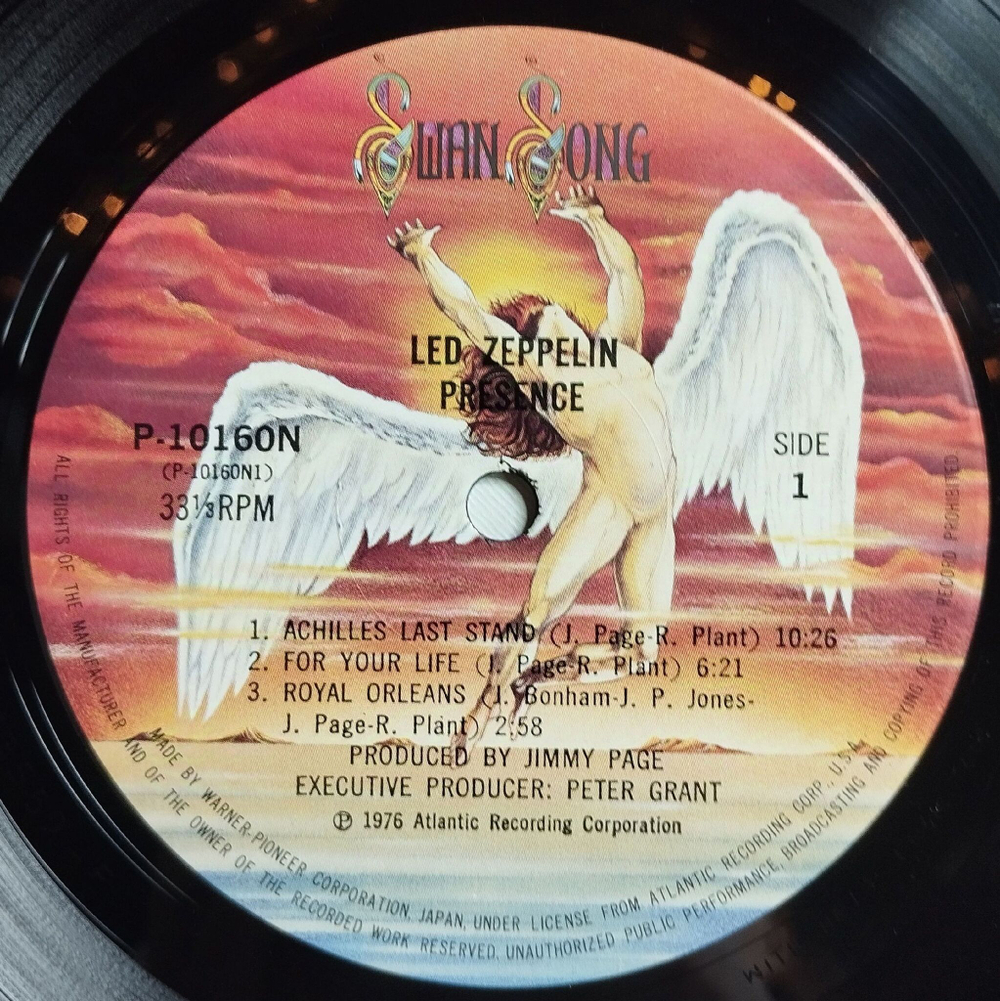 SWAN SONG
LED ZEPPELIN
PRESENCE
P-10160N
(P-10160N1)
33⅓RPM
SIDE
1
1. ACHILLES LAST STAND (J. Page-R. Plant) 10:26
2. FOR YOUR LIFE (J. Page-R. Plant) 6:21
3. ROYAL ORLEANS (J. Bonham-J. P. Jones-
J. Page-R. Plant) 2:58
PRODUCED BY JIMMY PAGE
EXECUTIVE PRODUCER: PETER GRANT
℗ 1976 Atlantic Recording Corporation
MADE BY WARNER-PIONEER CORPORATION, JAPAN, UNDER LICENSE FROM ATLANTIC RECORDING CORP., U.S.A.
ALL RIGHTS OF THE MANUFACTURER AND OF THE OWNER OF THE RECORDED WORK RESERVED. UNAUTHORIZED PUBLIC PERFORMANCE, BROADCASTING AND COPYING OF THIS RECORD PROHIBITED